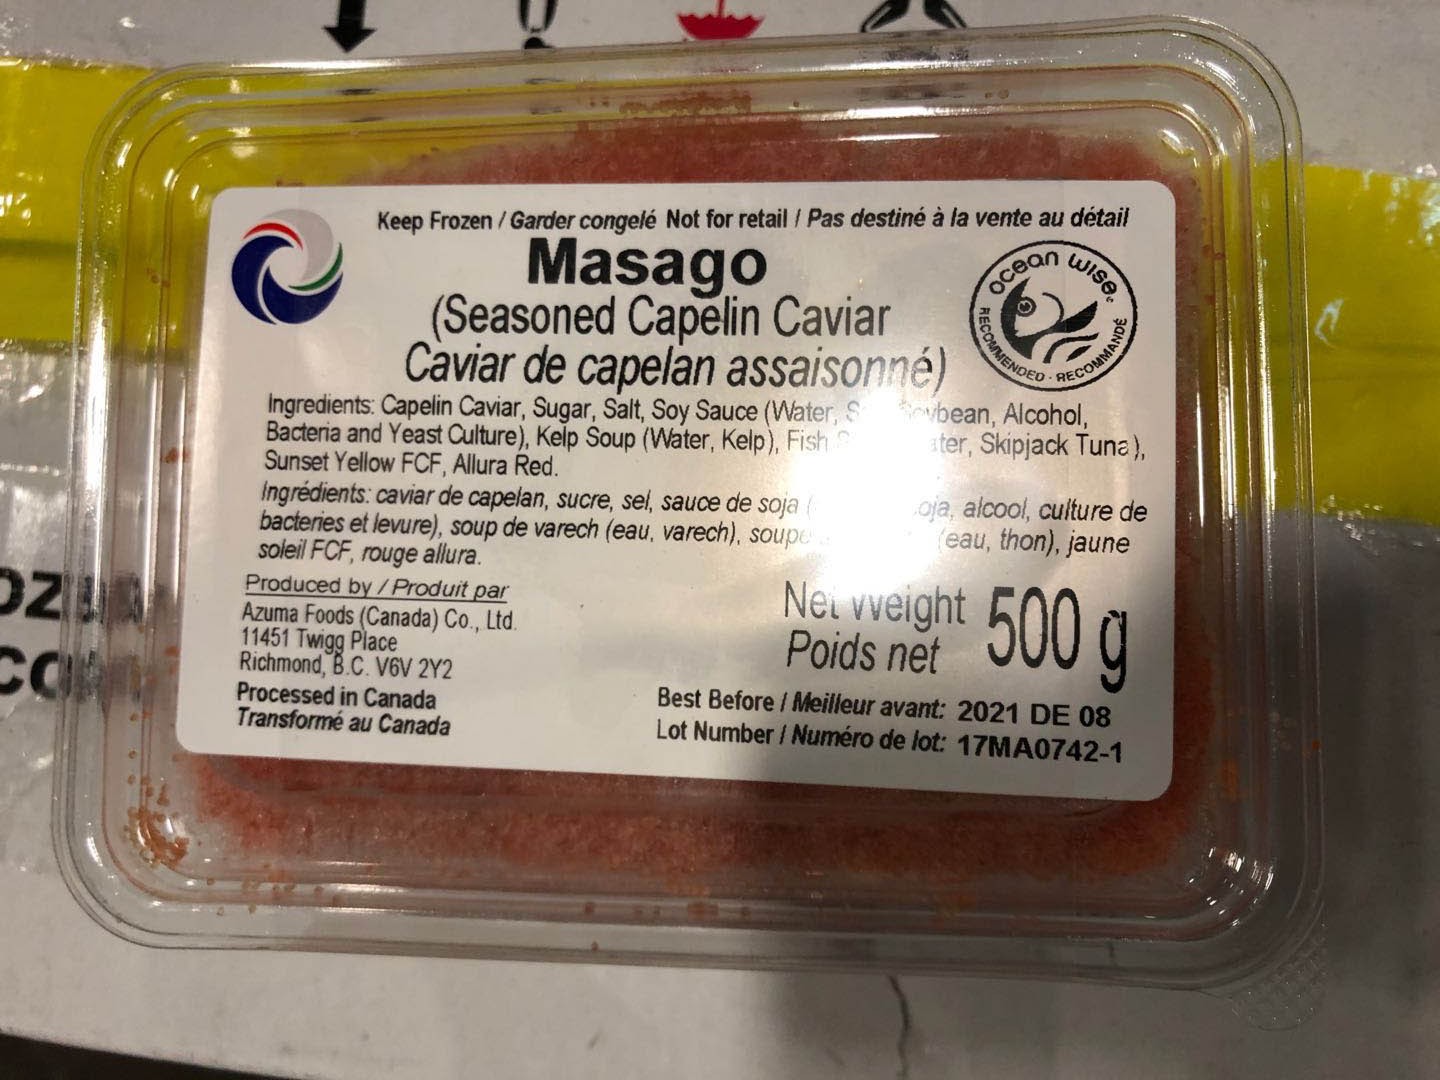 Keep Frozen / Garder congelé Not for retail / Pas destiné à la vente au détail
Masago
(Seasoned Capelin Caviar
Caviar de capelan assaisonné)
OCEAN WISE
RECOMMENDED · RECOMMANDÉ
Ingredients: Capelin Caviar, Sugar, Salt, Soy Sauce (Water, Soybean, Alcohol,
Bacteria and Yeast Culture), Kelp Soup (Water, Kelp), Fish Skipjack Tuna),
Sunset Yellow FCF, Allura Red.
Ingrédients: caviar de capelan, sucre, sel, sauce de soja ( alcool, culture de
bacteries et levure), soup de varech (eau, varech), (eau, thon), jaune
soleil FCF, rouge allura.
Produced by / Produit par
Azuma Foods (Canada) Co., Ltd.
11451 Twigg Place
Richmond, B.C. V6V 2Y2
Processed in Canada
Transformé au Canada
Net Weight 500 g
Poids net
Best Before / Meilleur avant: 2021 DE 08
Lot Number / Numéro de lot: 17MA0742-1